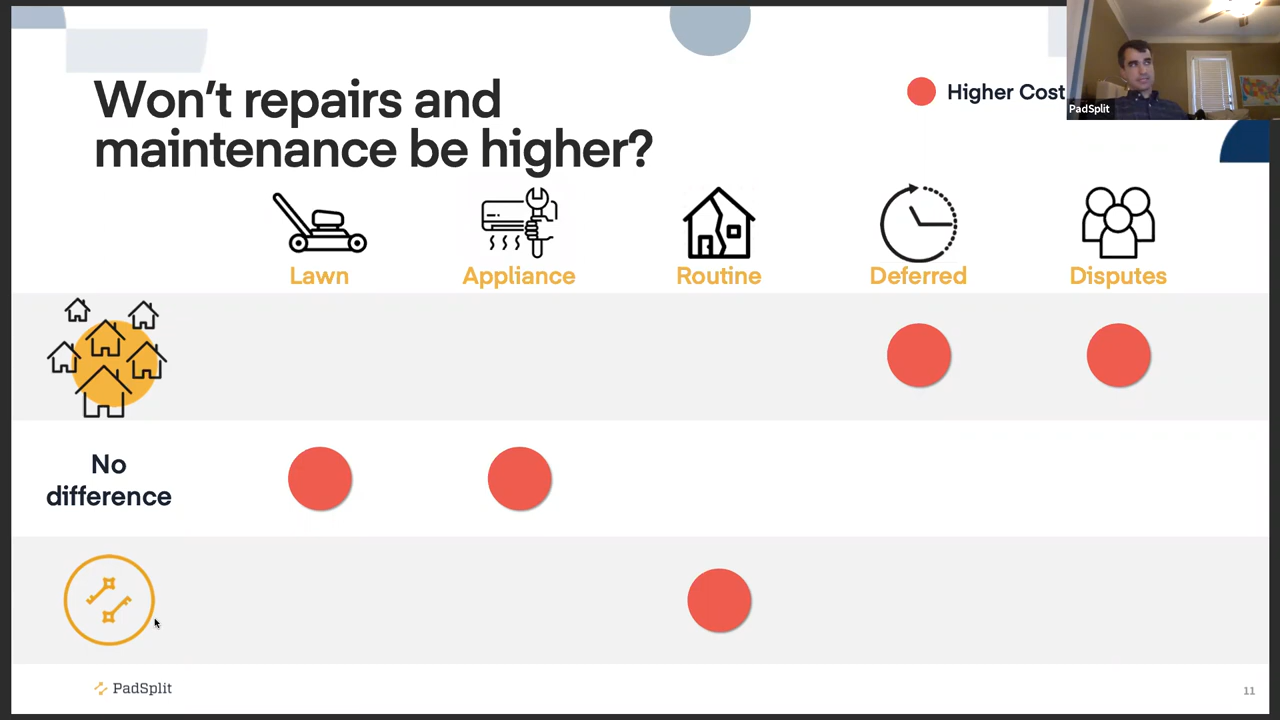 Won't repairs and
maintenance be higher?
Higher Cost
PadSplit
Lawn
Appliance
Routine
Deferred
Disputes
No
difference
PadSplit
11